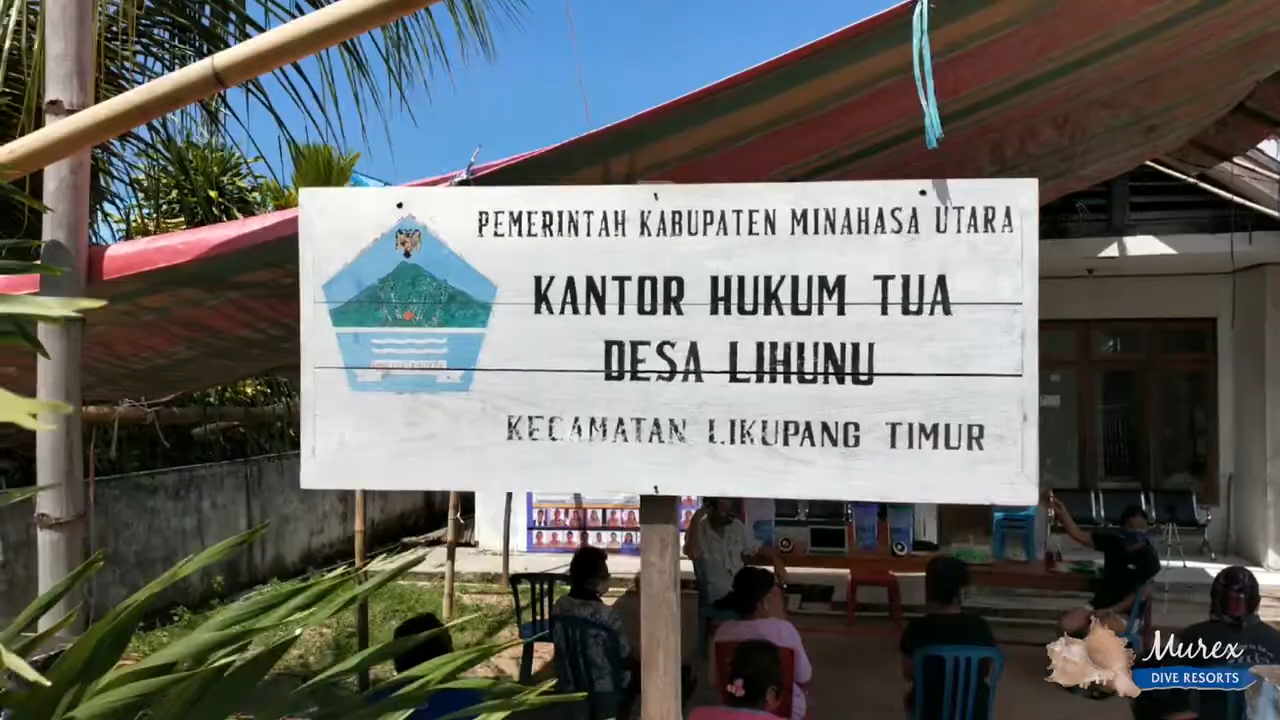 PEMERINTAH KABUPATEN MINAHASA UTARA
KANTOR HUKUM TUA
DESA LIHUNU
KECAMATAN LIKUPANG TIMUR
Murex
DIVE RESORTS